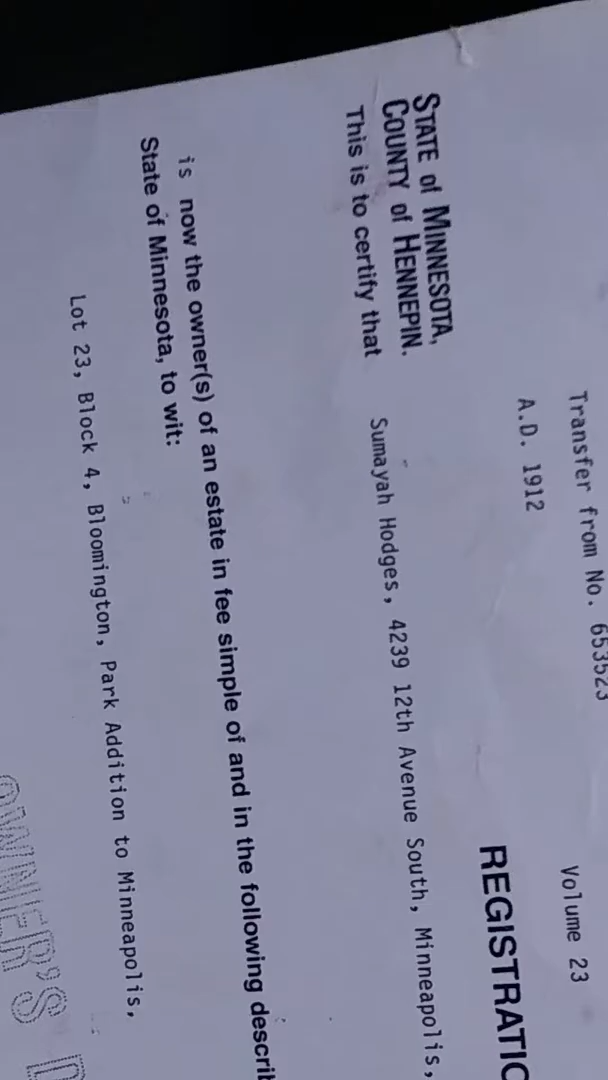 Transfer from No. 653523
Volume 23
A.D. 1912
REGISTRATIO
STATE of MINNESOTA,
COUNTY of HENNEPIN.
This is to certify that Sumayah Hodges, 4239 12th Avenue South, Minneapolis,
is now the owner(s) of an estate in fee simple of and in the following describ
State of Minnesota, to wit:
Lot 23, Block 4, Bloomington, Park Addition to Minneapolis,
OWNER'S D